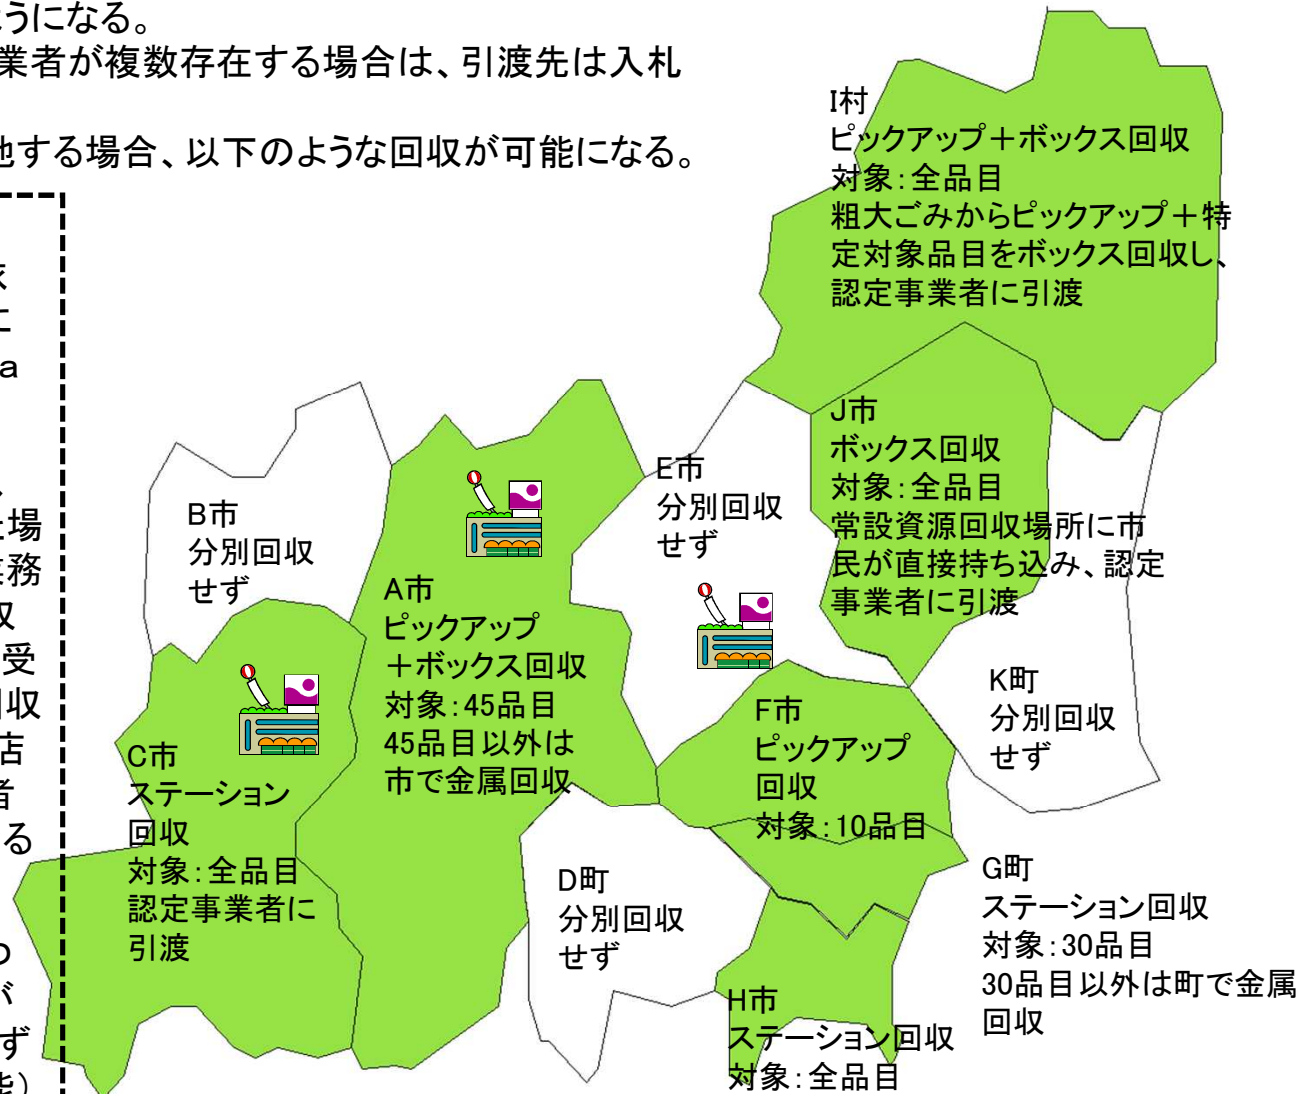 ようになる。
業者が複数存在する場合は、引渡先は入札
する場合、以下のような回収が可能になる。
a
場
務
収
受
収
店
者
る
つ
が
ず
能）
I村
ピックアップ＋ボックス回収
対象：全品目
粗大ごみからピックアップ＋特
定対象品目をボックス回収し、
認定事業者に引渡
J市
ボックス回収
対象：全品目
常設資源回収場所に市
民が直接持ち込み、認定
事業者に引渡
E市
分別回収
せず
B市
分別回収
せず
A市
ピックアップ
＋ボックス回収
対象：45品目
45品目以外は
市で金属回収
C市
ステーション
回収
対象：全品目
認定事業者に
引渡
F市
ピックアップ
回収
対象：10品目
K町
分別回収
せず
D町
分別回収
せず
G町
ステーション回収
対象：30品目
30品目以外は町で金属
回収
H市
ステーション回収
対象：全品目